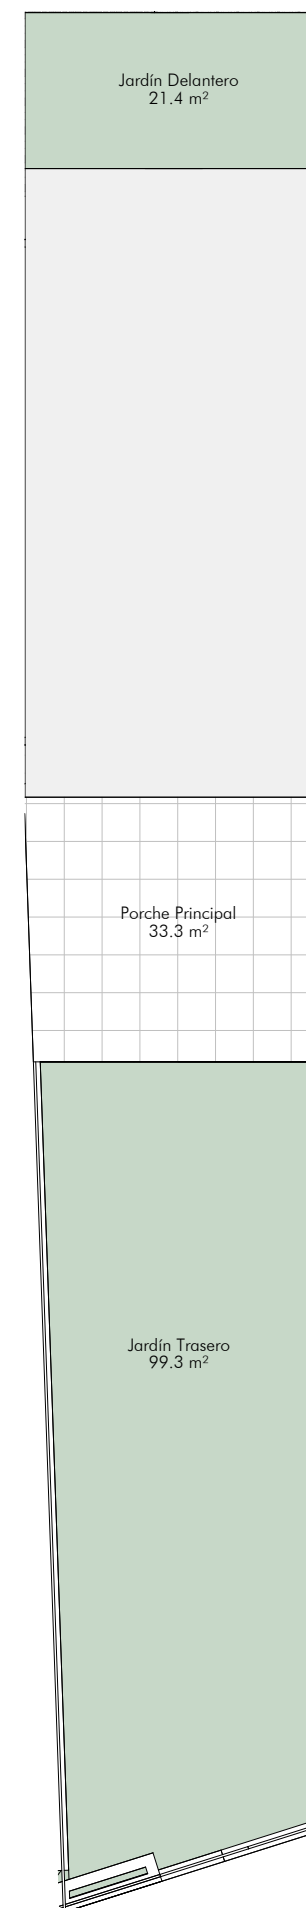 Jardín Delantero
21.4 m²
Porche Principal
33.3 m²
Jardín Trasero
99.3 m²